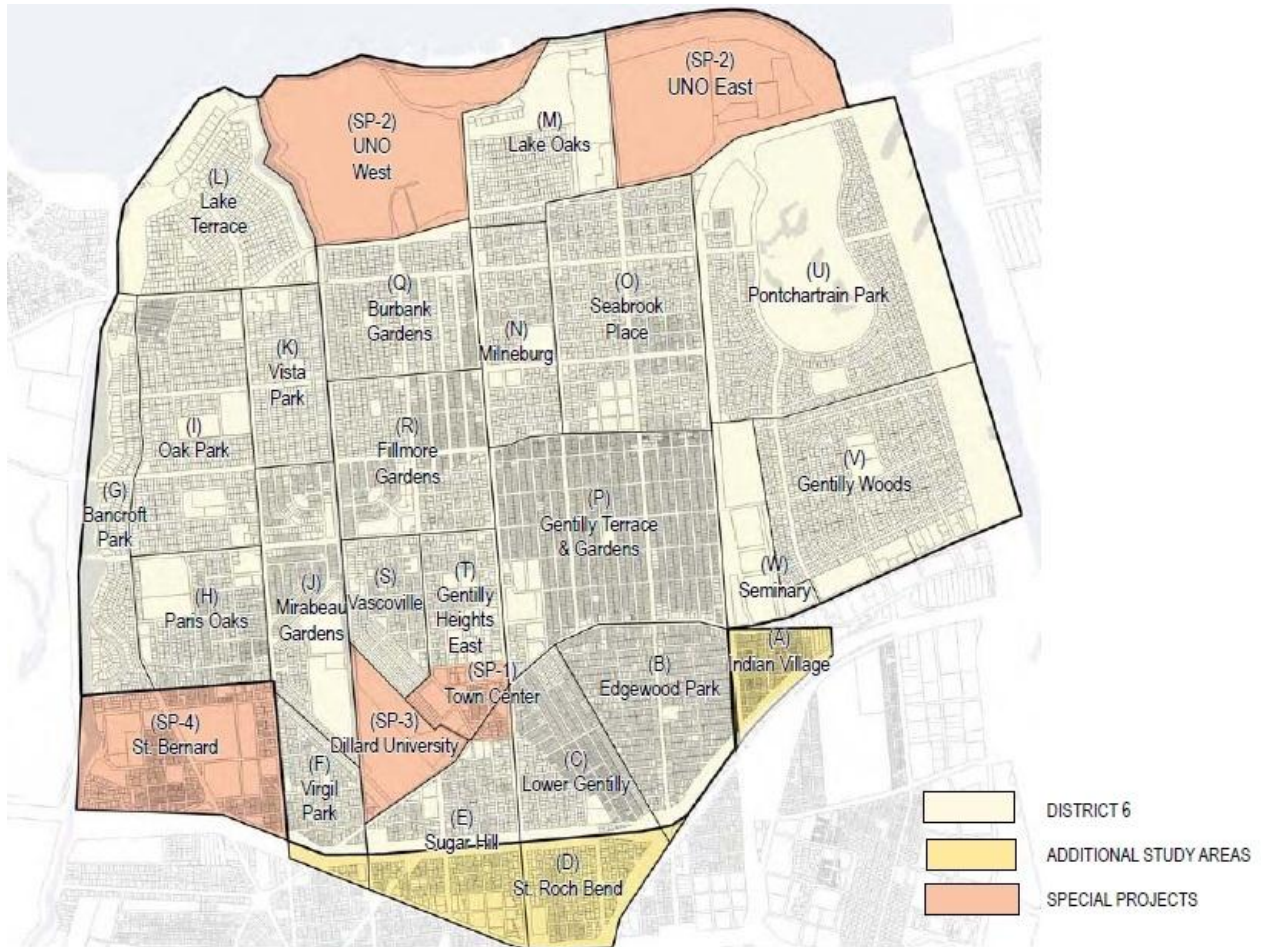 (SP-2)
UNO East
(SP-2)
UNO
West
(M)
Lake Oaks
(L)
Lake
Terrace
(Q)
Burbank
Gardens
(O)
Seabrook
Place
(U)
Pontchartrain Park
(N)
Milneburg
(K)
Vista
Park
(I)
Oak Park
(R)
Fillmore
Gardens
(V)
Gentilly Woods
(G)
Bancroft
Park
(P)
Gentilly Terrace
& Gardens
(H)
Paris Oaks
(J)
Mirabeau
Gardens
(S)
Vascoville
(T)
Gentilly
Heights
East
(W)
Seminary
(A)
Indian Village
(B)
Edgewood Park
(SP-1)
Town Center
(SP-4)
St. Bernard
(SP-3)
Dillard University
(F)
Virgil
Park
(C)
Lower Gentilly
(E)
Sugar Hill
(D)
St. Roch Bend
DISTRICT 6
ADDITIONAL STUDY AREAS
SPECIAL PROJECTS